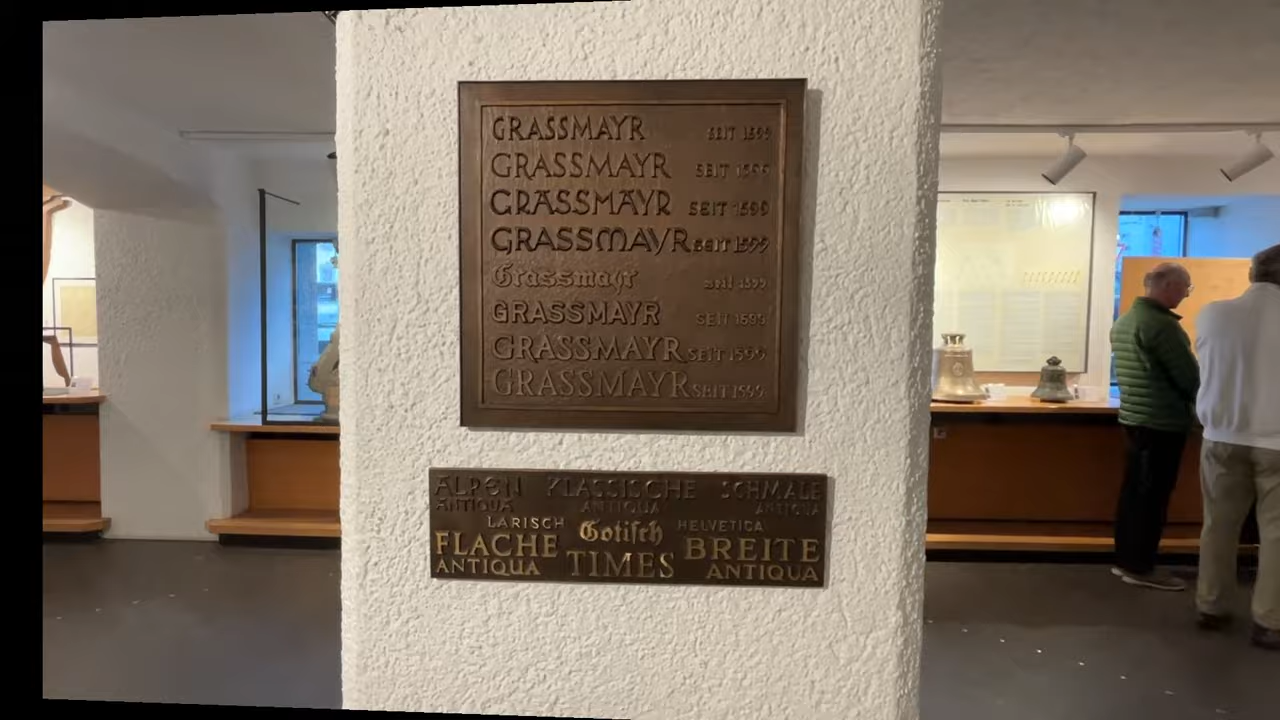 GRASSMAYR SEIT 1599
GRASSMAYR SEIT 1599
GRASSMAYR SEIT 1599
GRASSMAYR SEIT 1599
Grassmayr seit 1599
GRASSMAYR SEIT 1599
GRASSMAYR SEIT 1599
GRASSMAYR SEIT 1599
ALPEN KLASSISCHE SCHMALE
ANTIQUA ANTIQUA ANTIQUA
LARISCH Gotisch HELVETICA
FLACHE TIMES BREITE
ANTIQUA ANTIQUA